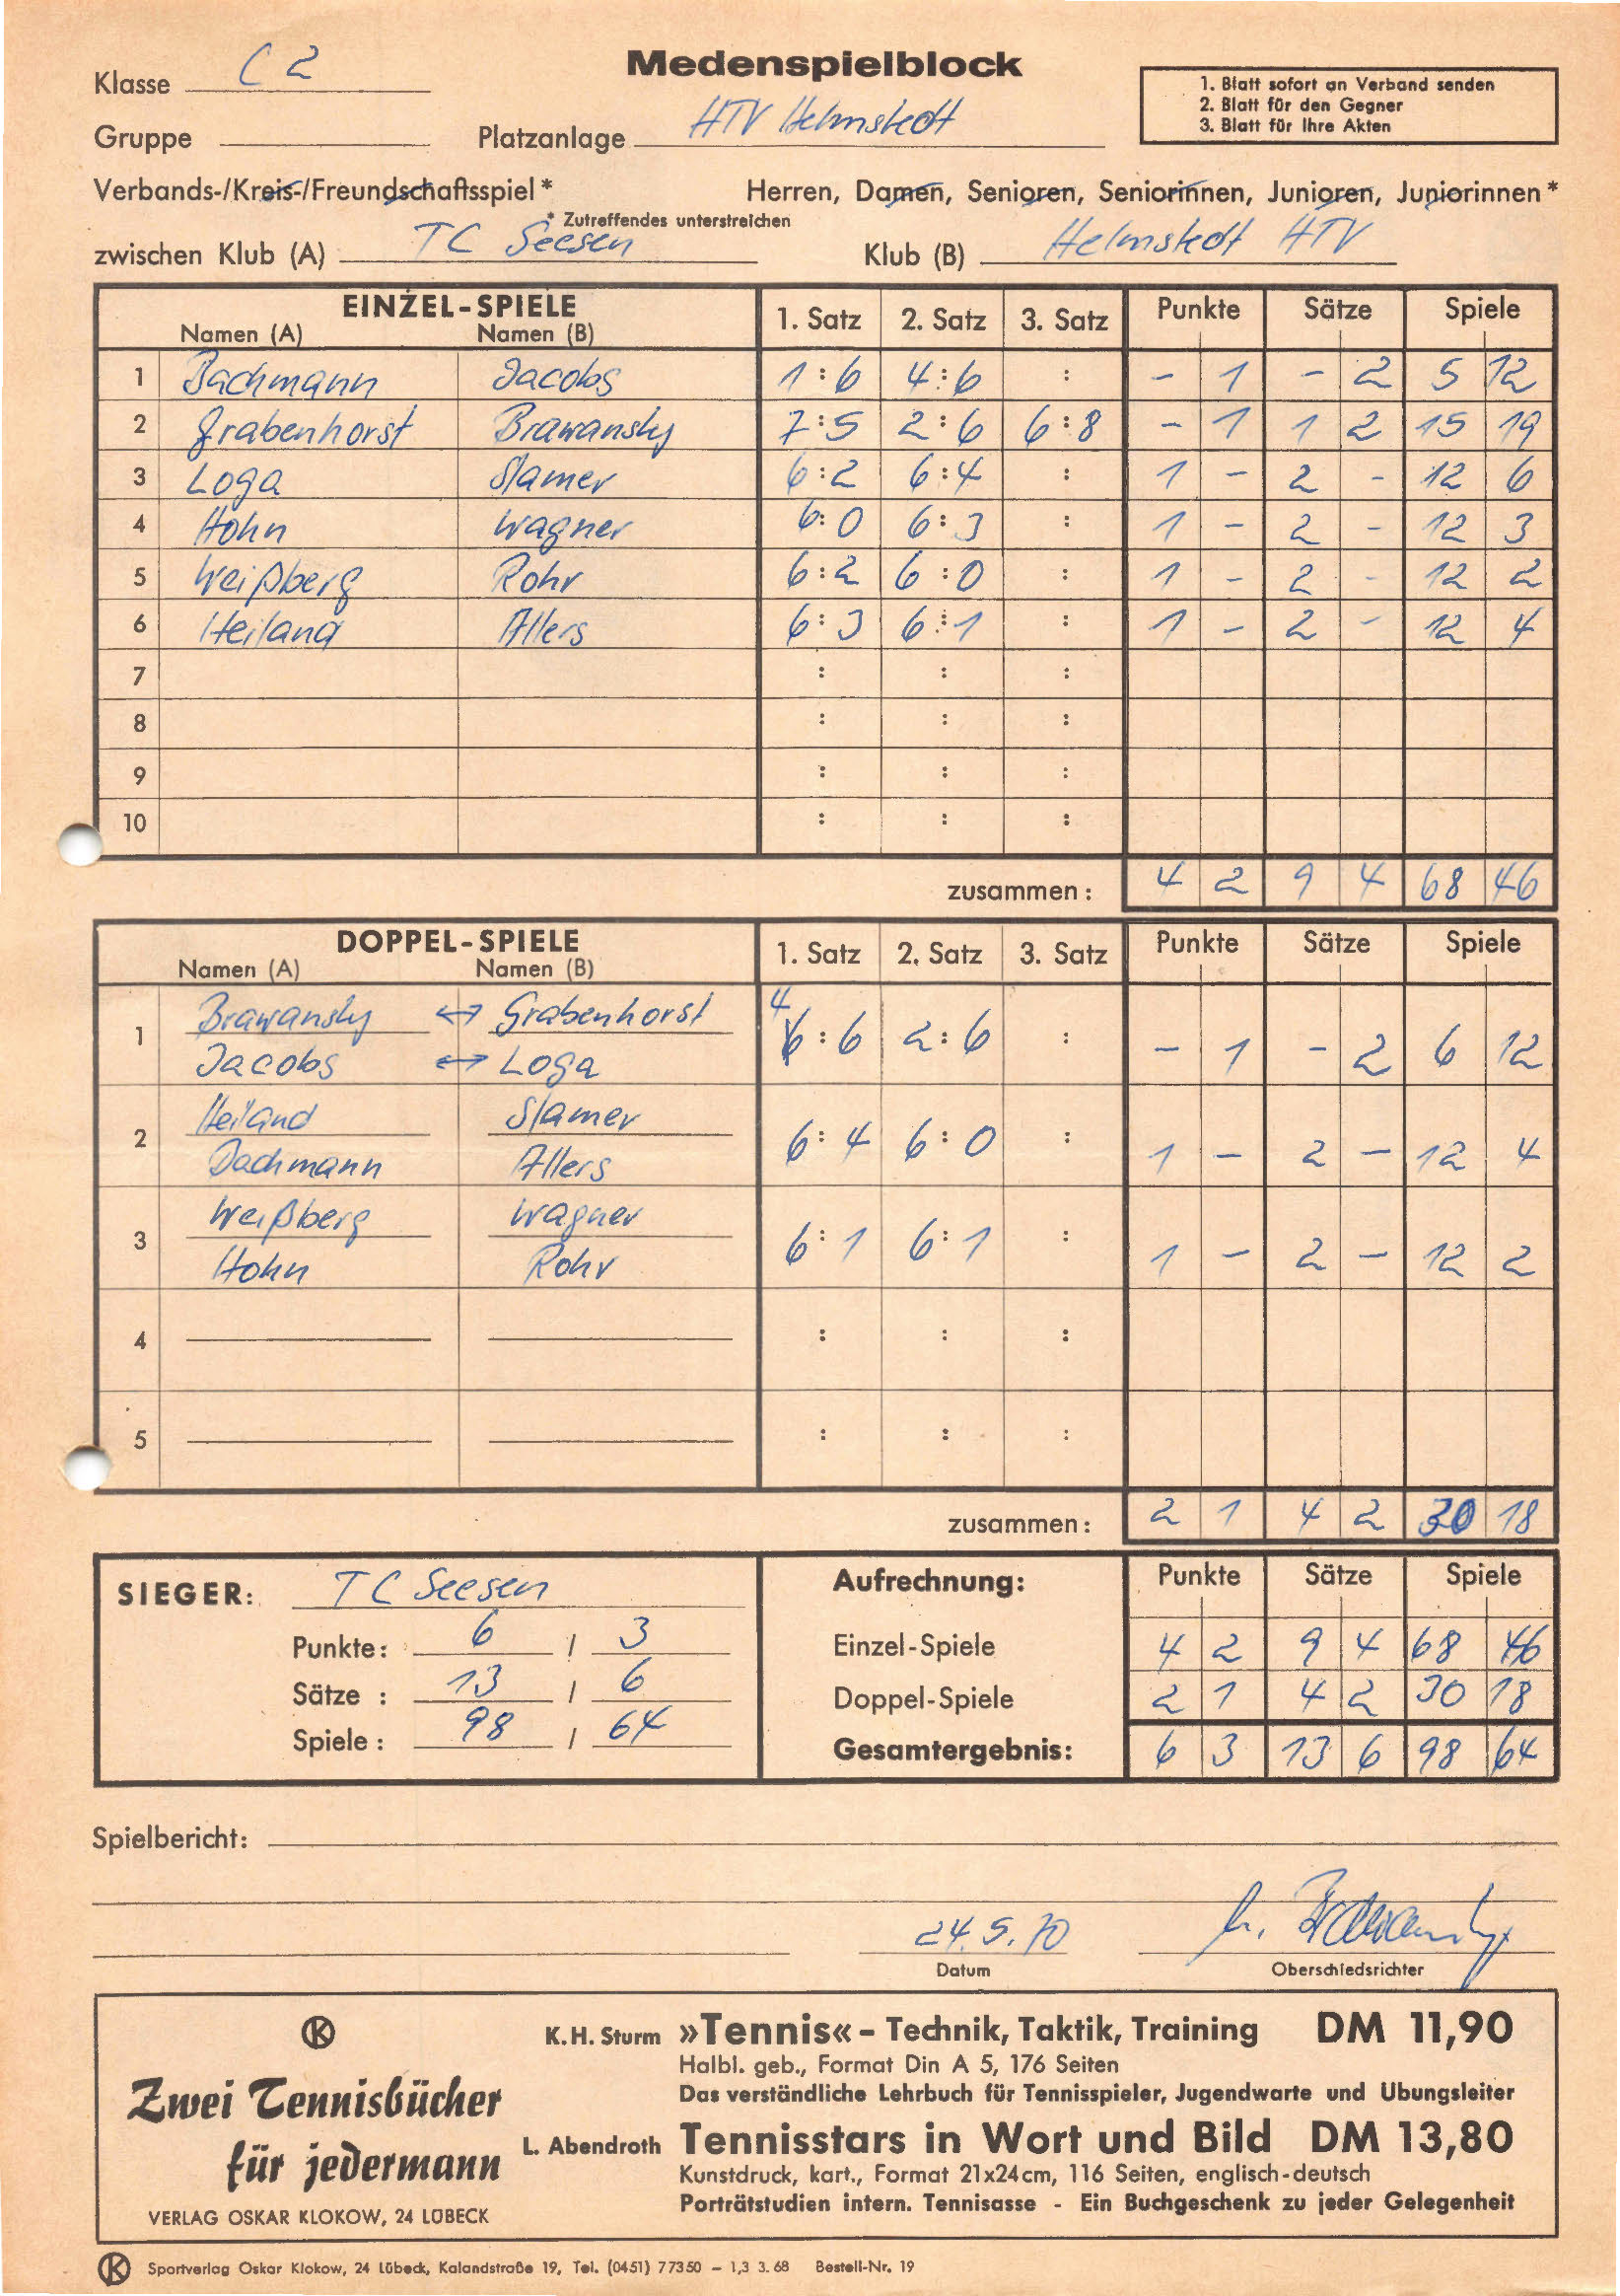 Medenspielblock
Klasse C 2
1. Blatt sofort an Verband senden
2. Blatt für den Gegner
3. Blatt für Ihre Akten
Gruppe Platzanlage HTV Helmstedt
Verbands-/Kreis-/Freundschaftsspiel * Herren, Damen, Senioren, Seniorinnen, Junioren, Juniorinnen *
* Zutreffendes unterstreichen
zwischen Klub (A) TC Seesen Klub (B) Helmstedt HTV
EINZEL-SPIELE 1. Satz 2. Satz 3. Satz Punkte Sätze Spiele
Namen (A) Namen (B)
1 Bachmann Jacobs 1:6 4:6 : - 1 - 2 5 12
2 Grabenhorst Brawansky 7:5 2:6 6:8 - 1 1 2 15 19
3 Loga Slamer 6:2 6:4 : 1 - 2 - 12 6
4 Hohn Wagner 6:0 6:3 : 1 - 2 - 12 3
5 Weißberg Rohr 6:2 6:0 : 1 - 2 - 12 2
6 Heiland Allers 6:3 6:1 : 1 - 2 - 12 4
7 : : :
8 : : :
9 : : :
10 : : :
zusammen: 4 2 9 4 68 46
DOPPEL-SPIELE 1. Satz 2. Satz 3. Satz Punkte Sätze Spiele
Namen (A) Namen (B)
Brawansky ↔ Grabenhorst
1 4:6 2:6 : - 1 - 2 6 12
Jacobs ↔ Loga
Heiland Slamer
2 6:4 6:0 : 1 - 2 - 12 4
Bachmann Allers
Weißberg Wagner
3 6:1 6:1 : 1 - 2 - 12 2
Hohn Rohr
4 : : :
5 : : :
zusammen: 2 1 4 2 30 18
SIEGER: TC Seesen Aufrechnung: Punkte Sätze Spiele
Punkte: 6 / 3 Einzel-Spiele 4 2 9 4 68 46
Sätze : 13 / 6 Doppel-Spiele 2 1 4 2 30 18
Spiele : 98 / 64 Gesamtergebnis: 6 3 13 6 98 64
Spielbericht:
24.5.70 Brawansky
Datum Oberschiedsrichter
K
Zwei Tennisbücher
für jedermann
VERLAG OSKAR KLOKOW, 24 LÜBECK
K. H. Sturm »Tennis« – Technik, Taktik, Training DM 11,90
Halbl. geb., Format Din A 5, 176 Seiten
Das verständliche Lehrbuch für Tennisspieler, Jugendwarte und Übungsleiter
L. Abendroth Tennisstars in Wort und Bild DM 13,80
Kunstdruck, kart., Format 21x24cm, 116 Seiten, englisch-deutsch
Porträtstudien intern. Tennisasse - Ein Buchgeschenk zu jeder Gelegenheit
K Sportverlag Oskar Klokow, 24 Lübeck, Kalandstraße 19, Tel. (0451) 77350 – 1,3 3. 68 Bestell-Nr. 19